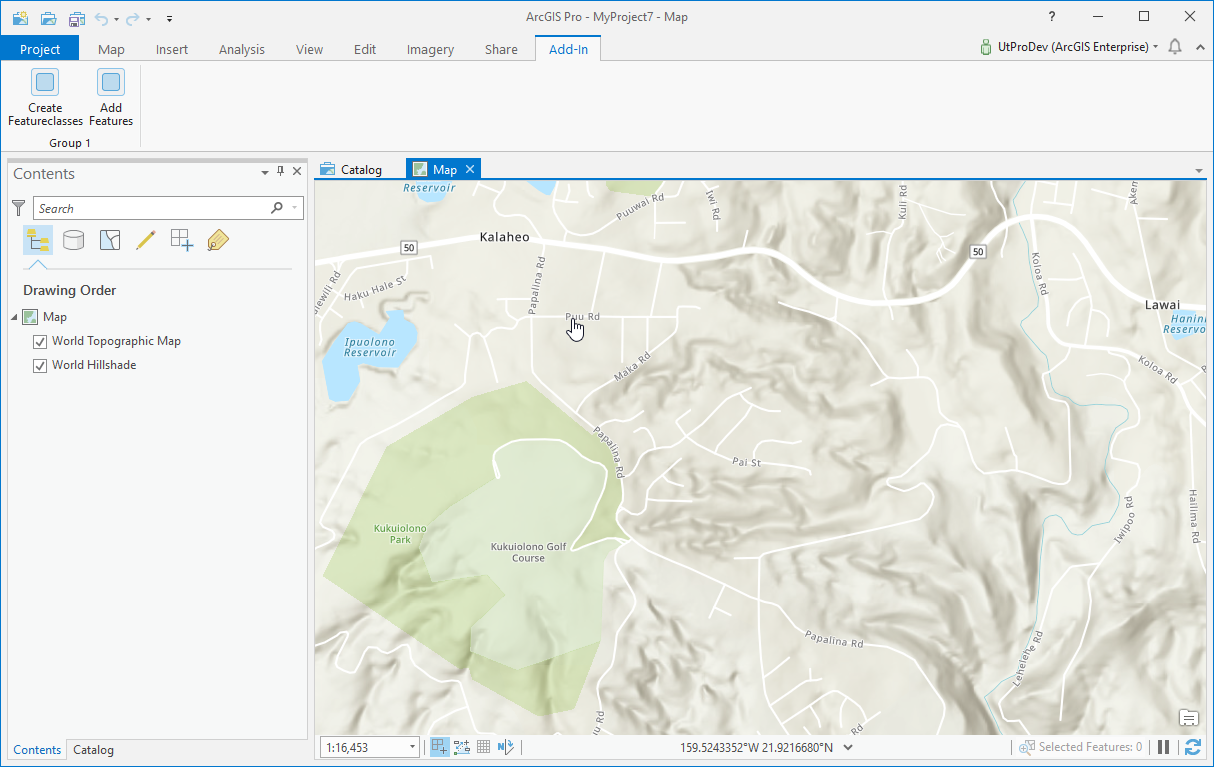 ArcGIS Pro - MyProject7 - Map
?
Project Map Insert Analysis View Edit Imagery Share Add-In
UtProDev (ArcGIS Enterprise)
Create
Featureclasses
Add
Features
Group 1
Contents
Search
Drawing Order
Map
World Topographic Map
World Hillshade
Contents Catalog
Catalog Map
Reservoir
Puuwai Rd
Iwi Rd
Kuli Rd
Kalaheo
50
50
Koloa Rd
Papalina Rd
Haku Hale St
Puu Rd
Lawai
Ipuolono
Reservoir
Maka Rd
Koloa Rd
Papalina Rd
Pai St
Kukuiolono
Park
Kukuiolono Golf
Course
Iwipoo Rd
Hailima Rd
Papalina Rd
Lehelehe Rd
1:16,453
159.5243352°W 21.9216680°N
Selected Features: 0